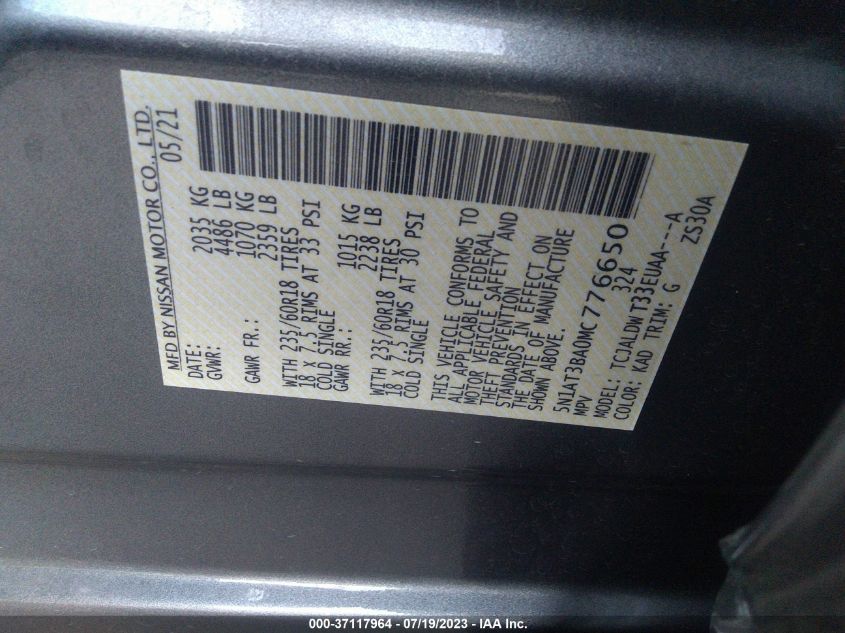 MFD BY NISSAN MOTOR CO., LTD.
DATE: 05/21
GVWR: 2035 KG
4486 LB
GAWR FR.: 1070 KG
2359 LB
WITH 235/60R18 TIRES
18 X 7.5 RIMS AT 33 PSI
COLD SINGLE
GAWR RR.: 1015 KG
2238 LB
WITH 235/60R18 TIRES
18 X 7.5 RIMS AT 30 PSI
COLD SINGLE
THIS VEHICLE CONFORMS TO
ALL APPLICABLE FEDERAL
MOTOR VEHICLE SAFETY AND
THEFT PREVENTION
STANDARDS IN EFFECT ON
THE DATE OF MANUFACTURE
SHOWN ABOVE.
5N1AT3BA0MC776650
MPV 324
MODEL: TCJALDWT33EUAA---A
COLOR: KAD TRIM: G ZS30A
000-37117964 - 07/19/2023 - IAA Inc.